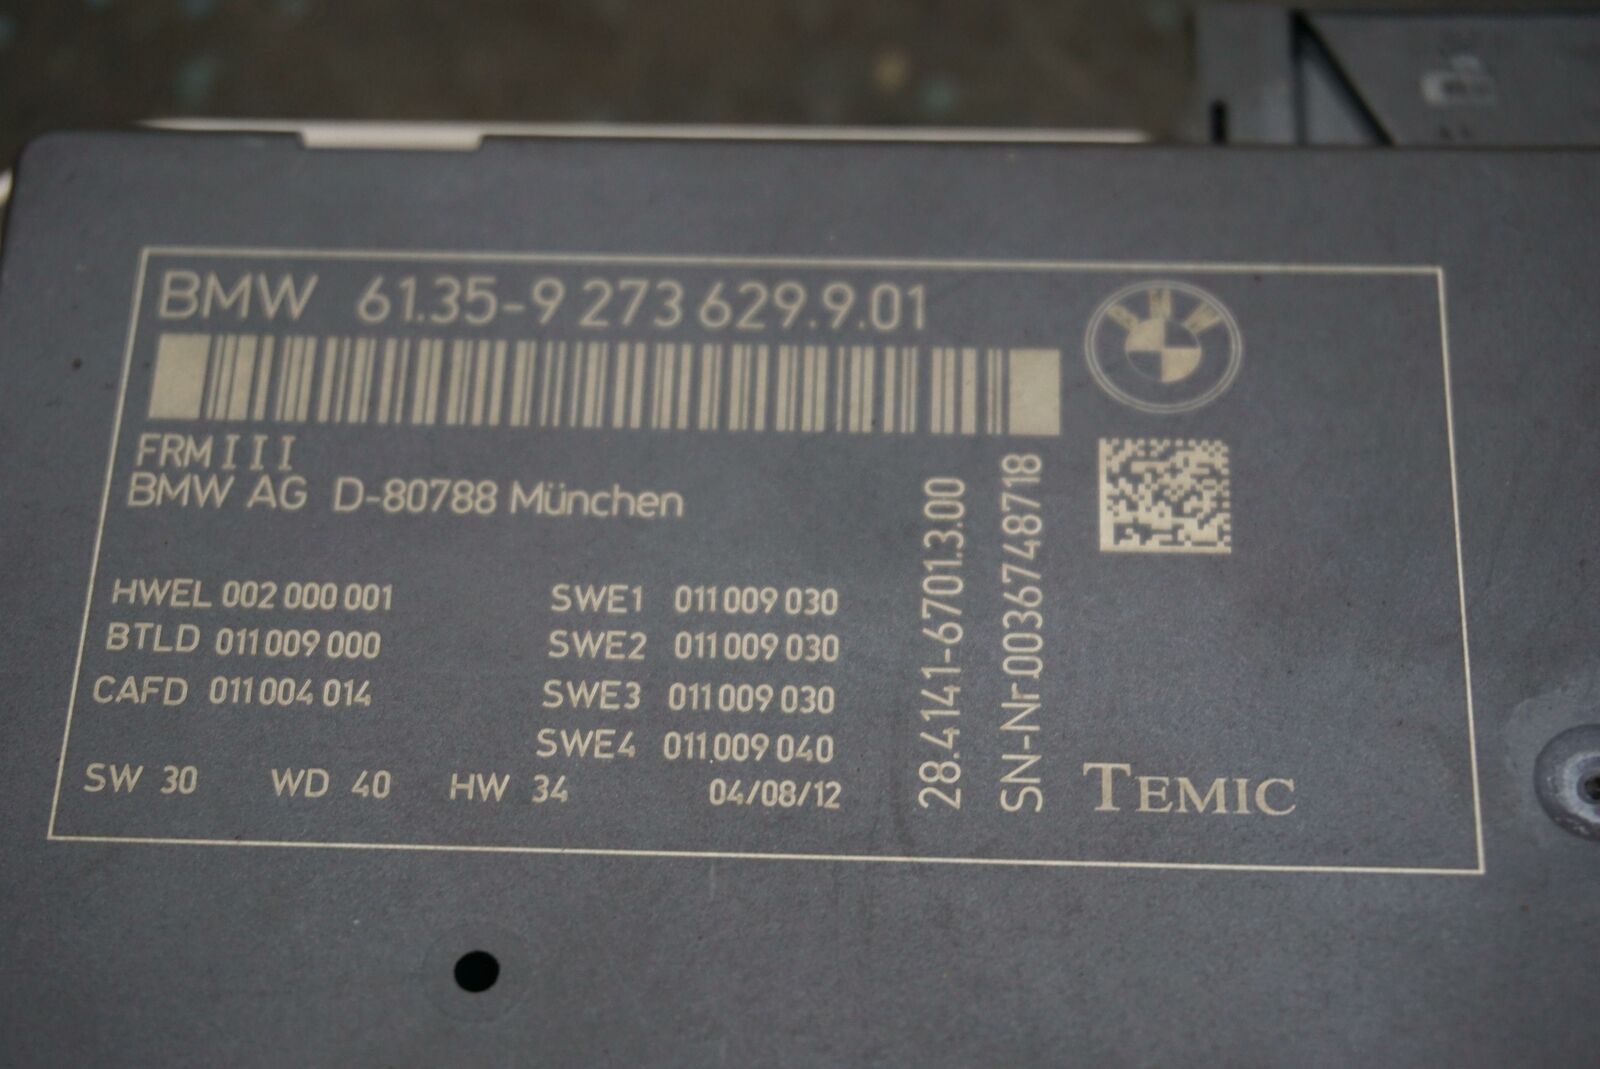 BMW 61.35-9 273 629.9.01
BMW
FRM III
BMW AG D-80788 München
HWEL 002 000 001
BTLD 011 009 000
CAFD 011 004 014
SWE1 011 009 030
SWE2 011 009 030
SWE3 011 009 030
SWE4 011 009 040
SW 30 WD 40 HW 34 04/08/12
28.4141-6701.3.00
SN-Nr.0036748718
TEMIC